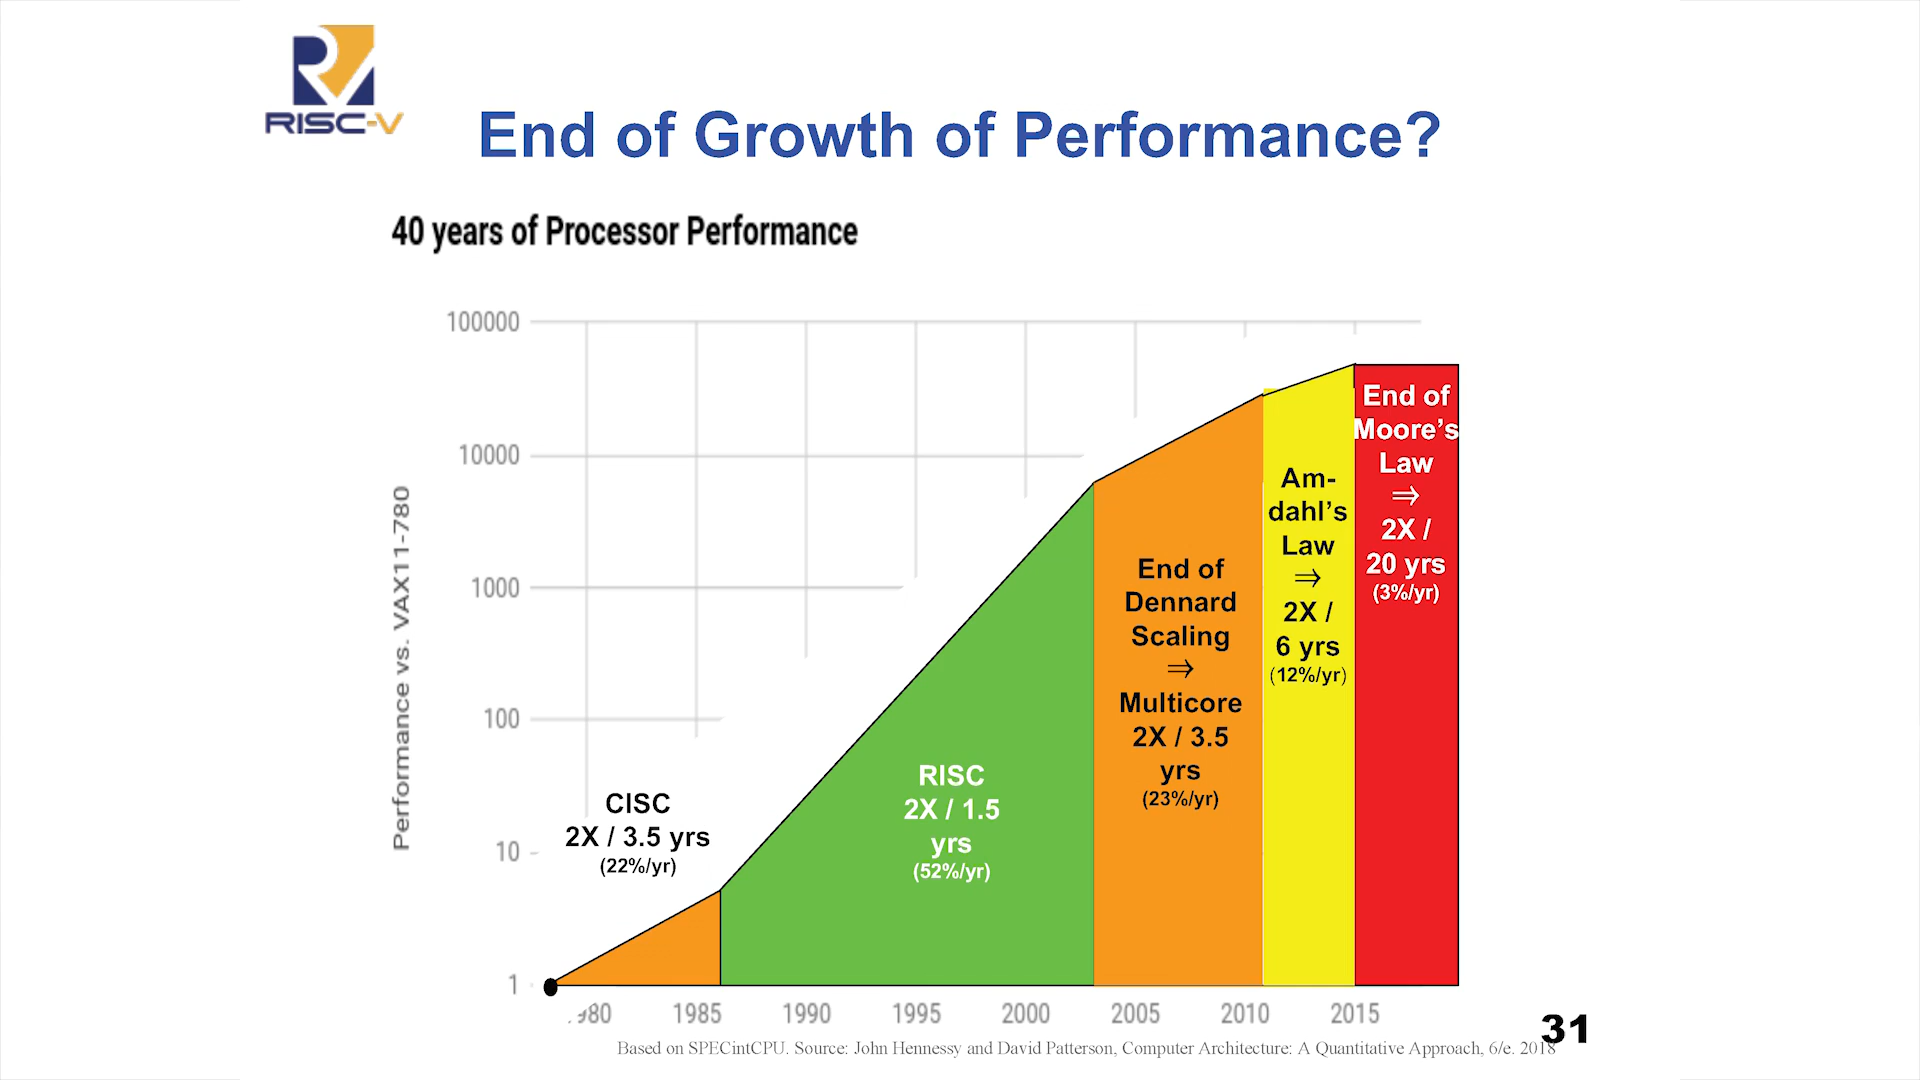 RISC-V
End of Growth of Performance?
40 years of Processor Performance
Performance vs. VAX11-780
100000
10000
1000
100
10
1
CISC
2X / 3.5 yrs
(22%/yr)
RISC
2X / 1.5
yrs
(52%/yr)
End of
Dennard
Scaling
⇒
Multicore
2X / 3.5
yrs
(23%/yr)
Am-
dahl's
Law
⇒
2X /
6 yrs
(12%/yr)
End of
Moore's
Law
⇒
2X /
20 yrs
(3%/yr)
1985 1990 1995 2000 2005 2010 2015
31
Based on SPECintCPU. Source: John Hennessy and David Patterson, Computer Architecture: A Quantitative Approach, 6/e. 2018